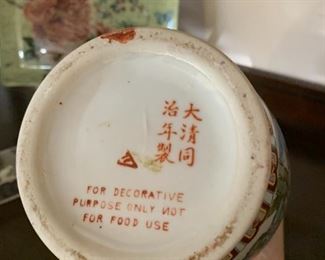 大清同
治年製
FOR DECORATIVE
PURPOSE ONLY NOT
FOR FOOD USE